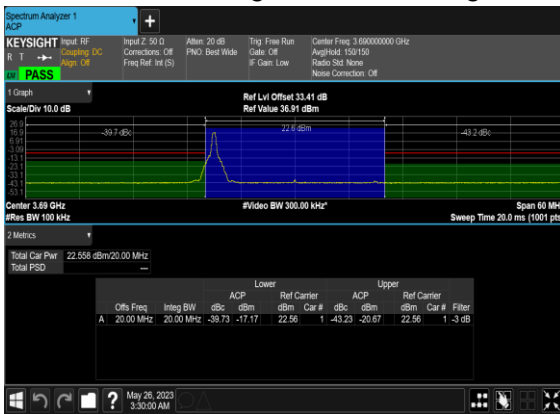 Spectrum Analyzer 1
ACP
+
KEYSIGHT Input: RF Input Z: 50 Ω Atten: 20 dB Trig: Free Run Center Freq: 3.690000000 GHz
R T Coupling: DC Corrections: Off PNO: Best Wide Gate: Off Avg|Hold: 150/150
Align: Off Freq Ref: Int (S) IF Gain: Low Radio Std: None
LV PASS Noise Correction: Off
1 Graph Ref Lvl Offset 33.41 dB
Scale/Div 10.0 dB Ref Value 36.91 dBm
26.9
16.9 -39.7 dBc 22.6 dBm -43.2 dBc
6.91
-3.09
-13.1
-23.1
-33.1
-43.1
-53.1
Center 3.69 GHz #Video BW 300.00 kHz* Span 60 MH
#Res BW 100 kHz Sweep Time 20.0 ms (1001 pts
2 Metrics
Total Car Pwr 22.558 dBm/20.00 MHz
Total PSD ---
Lower Upper
ACP Ref Carrier ACP Ref Carrier
Offs Freq Integ BW dBc dBm dBm Car # dBc dBm dBm Car # Filter
A 20.00 MHz 20.00 MHz -39.73 -17.17 22.56 1 -43.23 -20.67 22.56 1 -3 dB
? May 26, 2023
3:30:00 AM